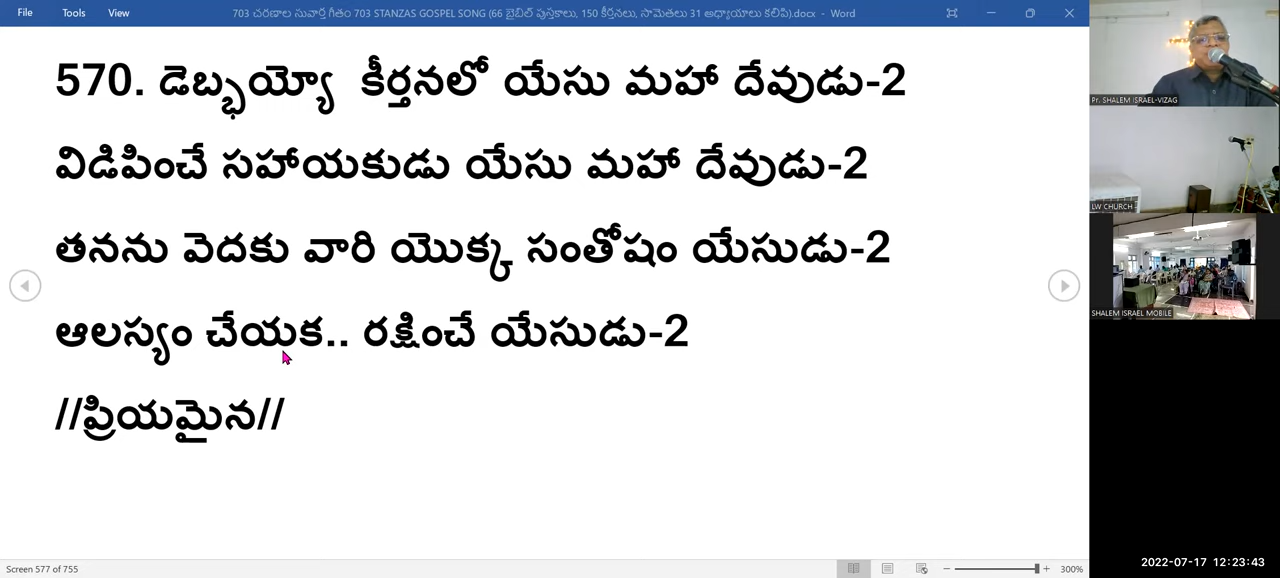 File Tools View 703 చరణాల సువార్త గీతం 703 STANZAS GOSPEL SONG (66 బైబిల్ పుస్తకాలు, 150 కీర్తనలు, సామెతలు 31 అధ్యాయాలు కలిపి).docx - Word
570. డెబ్భయ్యో కీర్తనలో యేసు మహా దేవుడు-2
విడిపించే సహాయకుడు యేసు మహా దేవుడు-2
తనను వెదకు వారి యొక్క సంతోషం యేసుడు-2
ఆలస్యం చేయక.. రక్షించే యేసుడు-2
//ప్రియమైన//
Screen 577 of 755
300%
Pr. SHALEM ISRAEL-VIZAG
LW CHURCH
SHALEM ISRAEL MOBILE
2022-07-17 12:23:43